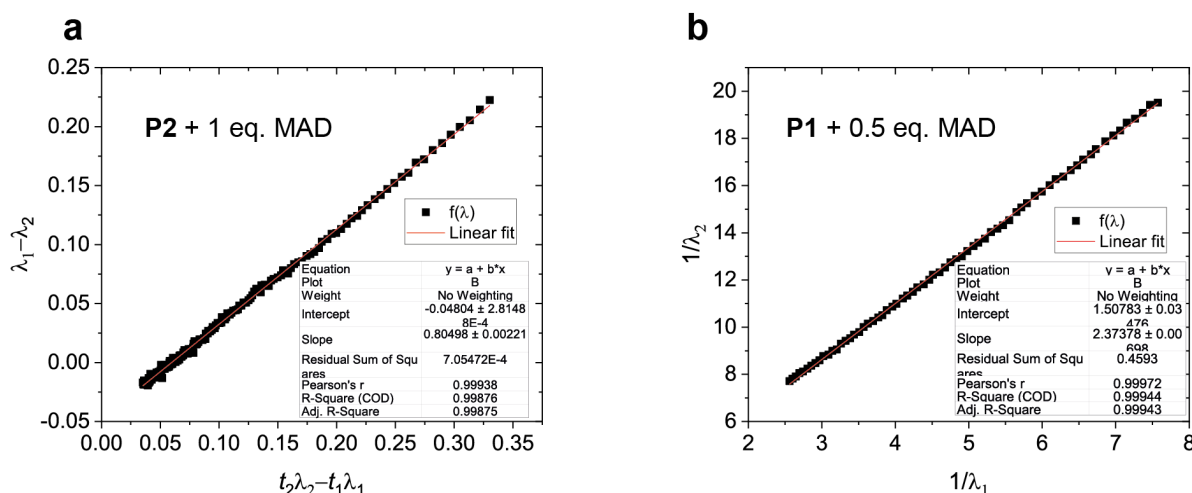 a
P2 + 1 eq. MAD
0.25
0.20
0.15
0.10
0.05
0.00
-0.05
λ₁–λ₂
f(λ)
Linear fit
Equation y = a + b*x
Plot B
Weight No Weighting
Intercept -0.04804 ± 2.8148
8E-4
Slope 0.80498 ± 0.00221
Residual Sum of Squ 7.05472E-4
ares
Pearson's r 0.99938
R-Square (COD) 0.99876
Adj. R-Square 0.99875
0.00 0.05 0.10 0.15 0.20 0.25 0.30 0.35
t₂λ₂–t₁λ₁
b
P1 + 0.5 eq. MAD
20
18
16
14
12
10
8
6
1/λ₂
f(λ)
Linear fit
Equation y = a + b*x
Plot B
Weight No Weighting
Intercept 1.50783 ± 0.03
476
Slope 2.37378 ± 0.00
698
Residual Sum of Squ 0.4593
ares
Pearson's r 0.99972
R-Square (COD) 0.99944
Adj. R-Square 0.99943
2 3 4 5 6 7 8
1/λ₁